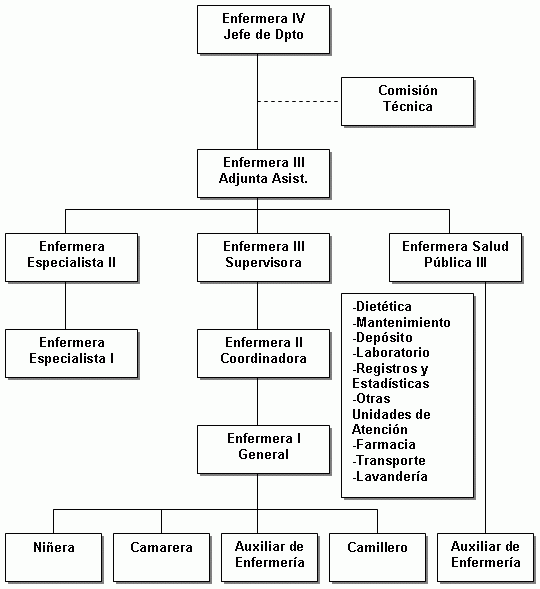 Enfermera IV
Jefe de Dpto
Comisión
Técnica
Enfermera III
Adjunta Asist.
Enfermera
Especialista II
Enfermera III
Supervisora
Enfermera Salud
Pública III
Enfermera
Especialista I
Enfermera II
Coordinadora
-Dietética
-Mantenimiento
-Depósito
-Laboratorio
-Registros y
Estadísticas
-Otras
Unidades de
Atención
-Farmacia
-Transporte
-Lavandería
Enfermera I
General
Niñera
Camarera
Auxiliar de
Enfermería
Camillero
Auxiliar de
Enfermería